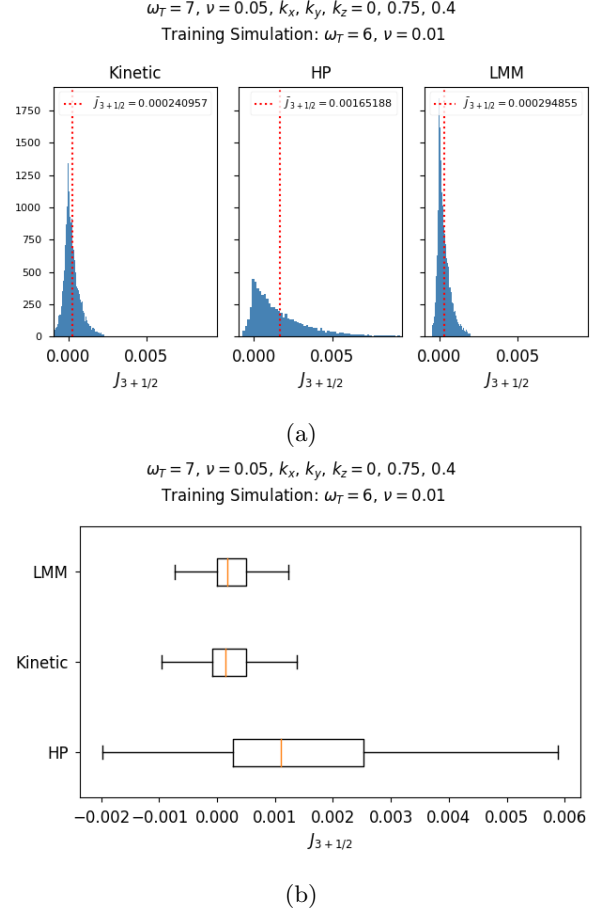 ω_T = 7, ν = 0.05, k_x, k_y, k_z = 0, 0.75, 0.4
Training Simulation: ω_T = 6, ν = 0.01
Kinetic HP LMM
J̄_{3+1/2} = 0.000240957 J̄_{3+1/2} = 0.00165188 J̄_{3+1/2} = 0.000294855
1750
1500
1250
1000
750
500
250
0
0.000 0.005 0.000 0.005 0.000 0.005
J_{3+1/2} J_{3+1/2} J_{3+1/2}
(a)
ω_T = 7, ν = 0.05, k_x, k_y, k_z = 0, 0.75, 0.4
Training Simulation: ω_T = 6, ν = 0.01
LMM
Kinetic
HP
−0.002 −0.001 0.000 0.001 0.002 0.003 0.004 0.005 0.006
J_{3+1/2}
(b)